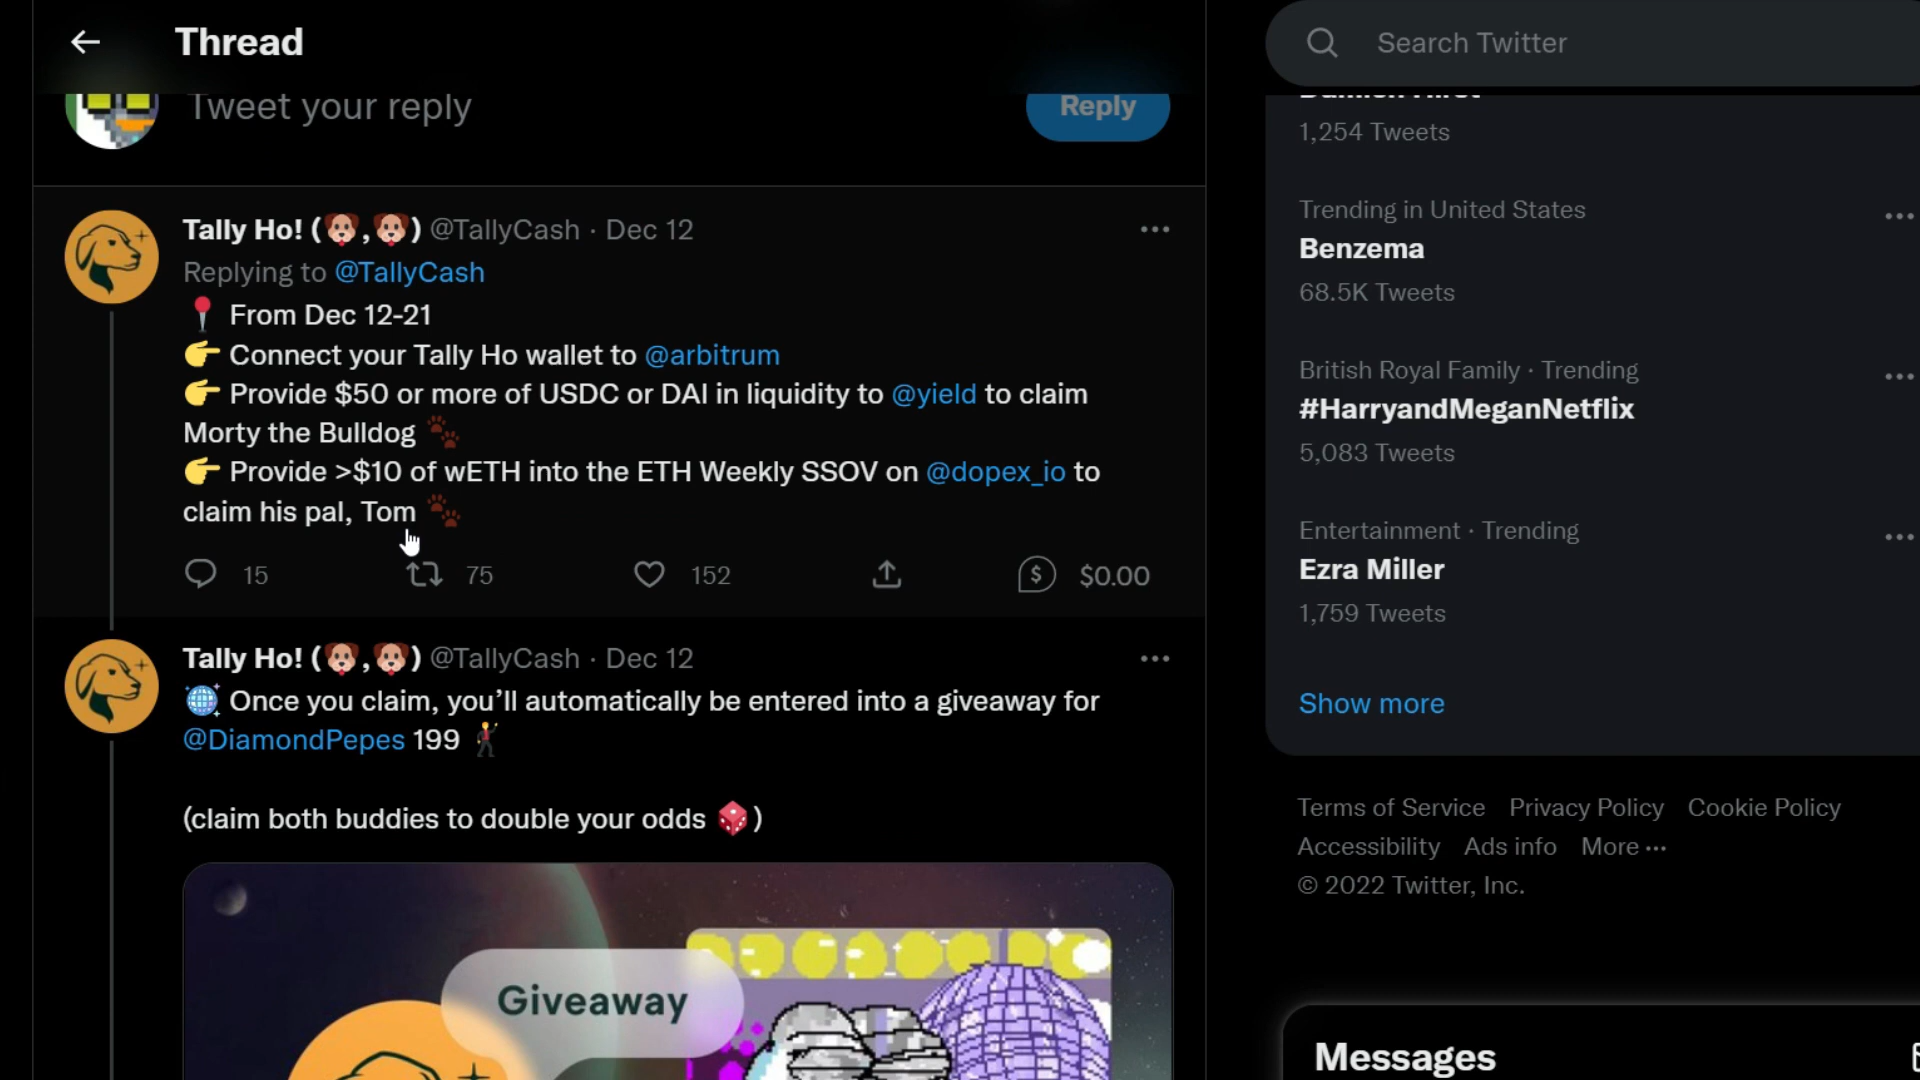 Thread
Search Twitter
Tweet your reply
Reply
Tally Ho! (🐶,🐶) @TallyCash · Dec 12
Replying to @TallyCash
📍 From Dec 12-21
👉 Connect your Tally Ho wallet to @arbitrum
👉 Provide $50 or more of USDC or DAI in liquidity to @yield to claim
Morty the Bulldog 🐾
👉 Provide >$10 of wETH into the ETH Weekly SSOV on @dopex_io to
claim his pal, Tom 🐾
15
75
152
$0.00
Tally Ho! (🐶,🐶) @TallyCash · Dec 12
🪩 Once you claim, you’ll automatically be entered into a giveaway for
@DiamondPepes 199 🕺
(claim both buddies to double your odds 🎲)
Giveaway
1,254 Tweets
Trending in United States
Benzema
68.5K Tweets
British Royal Family · Trending
#HarryandMeganNetflix
5,083 Tweets
Entertainment · Trending
Ezra Miller
1,759 Tweets
Show more
Terms of Service Privacy Policy Cookie Policy
Accessibility Ads info More ···
© 2022 Twitter, Inc.
Messages